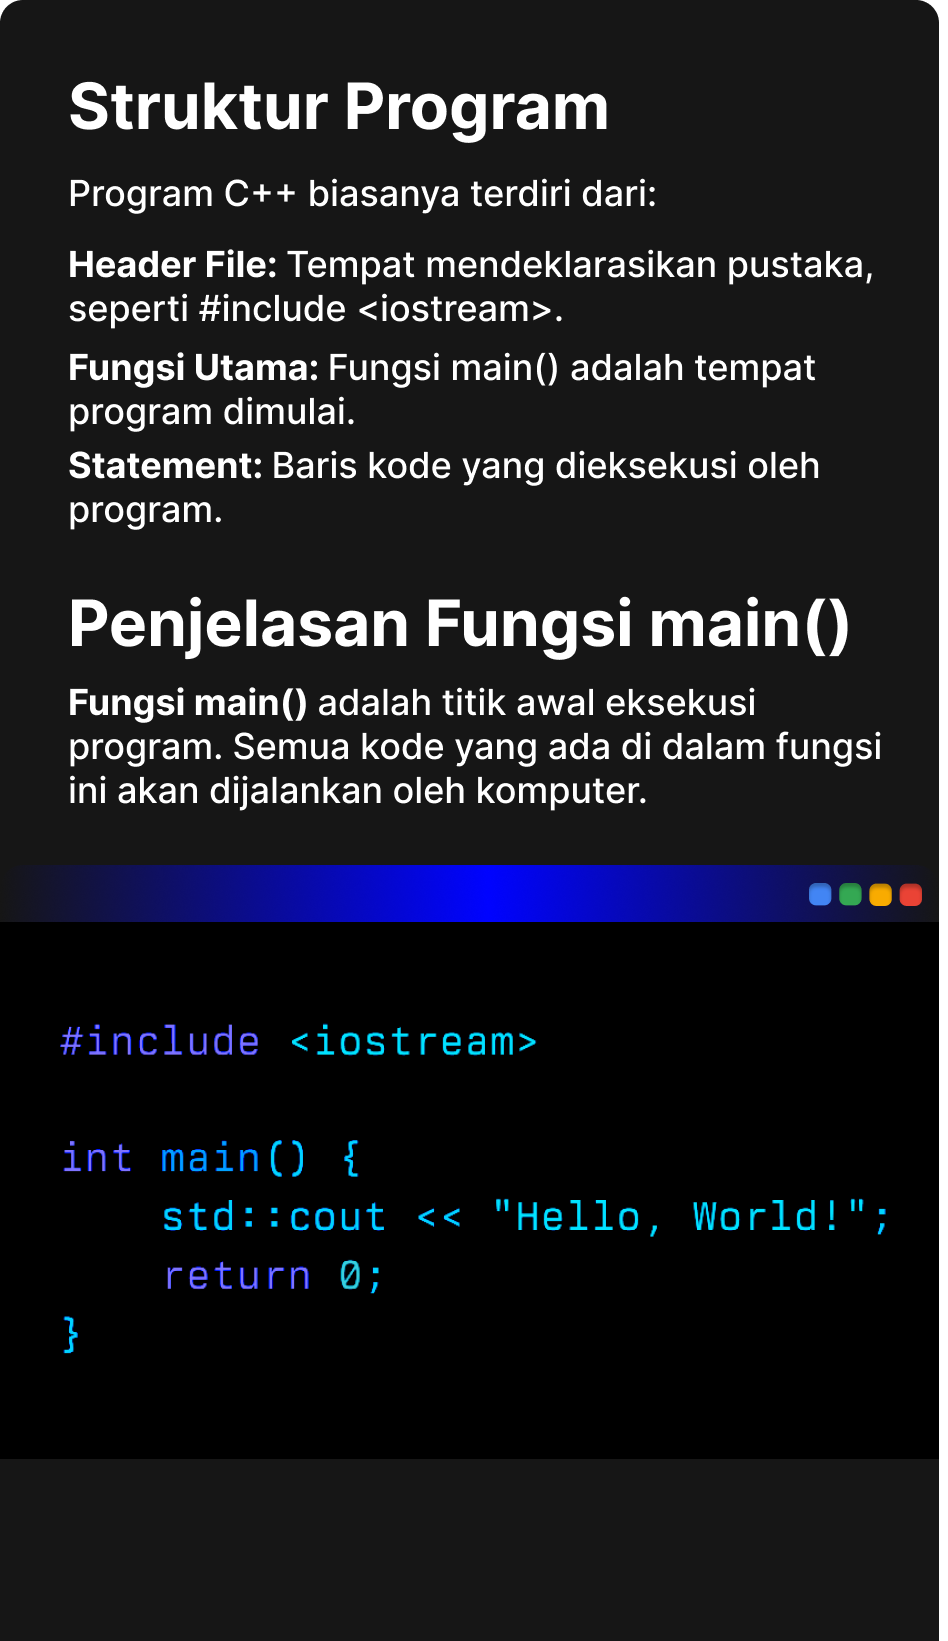 Struktur Program
Program C++ biasanya terdiri dari:
Header File: Tempat mendeklarasikan pustaka,
seperti #include <iostream>.
Fungsi Utama: Fungsi main() adalah tempat
program dimulai.
Statement: Baris kode yang dieksekusi oleh
program.
Penjelasan Fungsi main()
Fungsi main() adalah titik awal eksekusi
program. Semua kode yang ada di dalam fungsi
ini akan dijalankan oleh komputer.
#include <iostream>
int main() {
    std::cout << "Hello, World!";
    return 0;
}